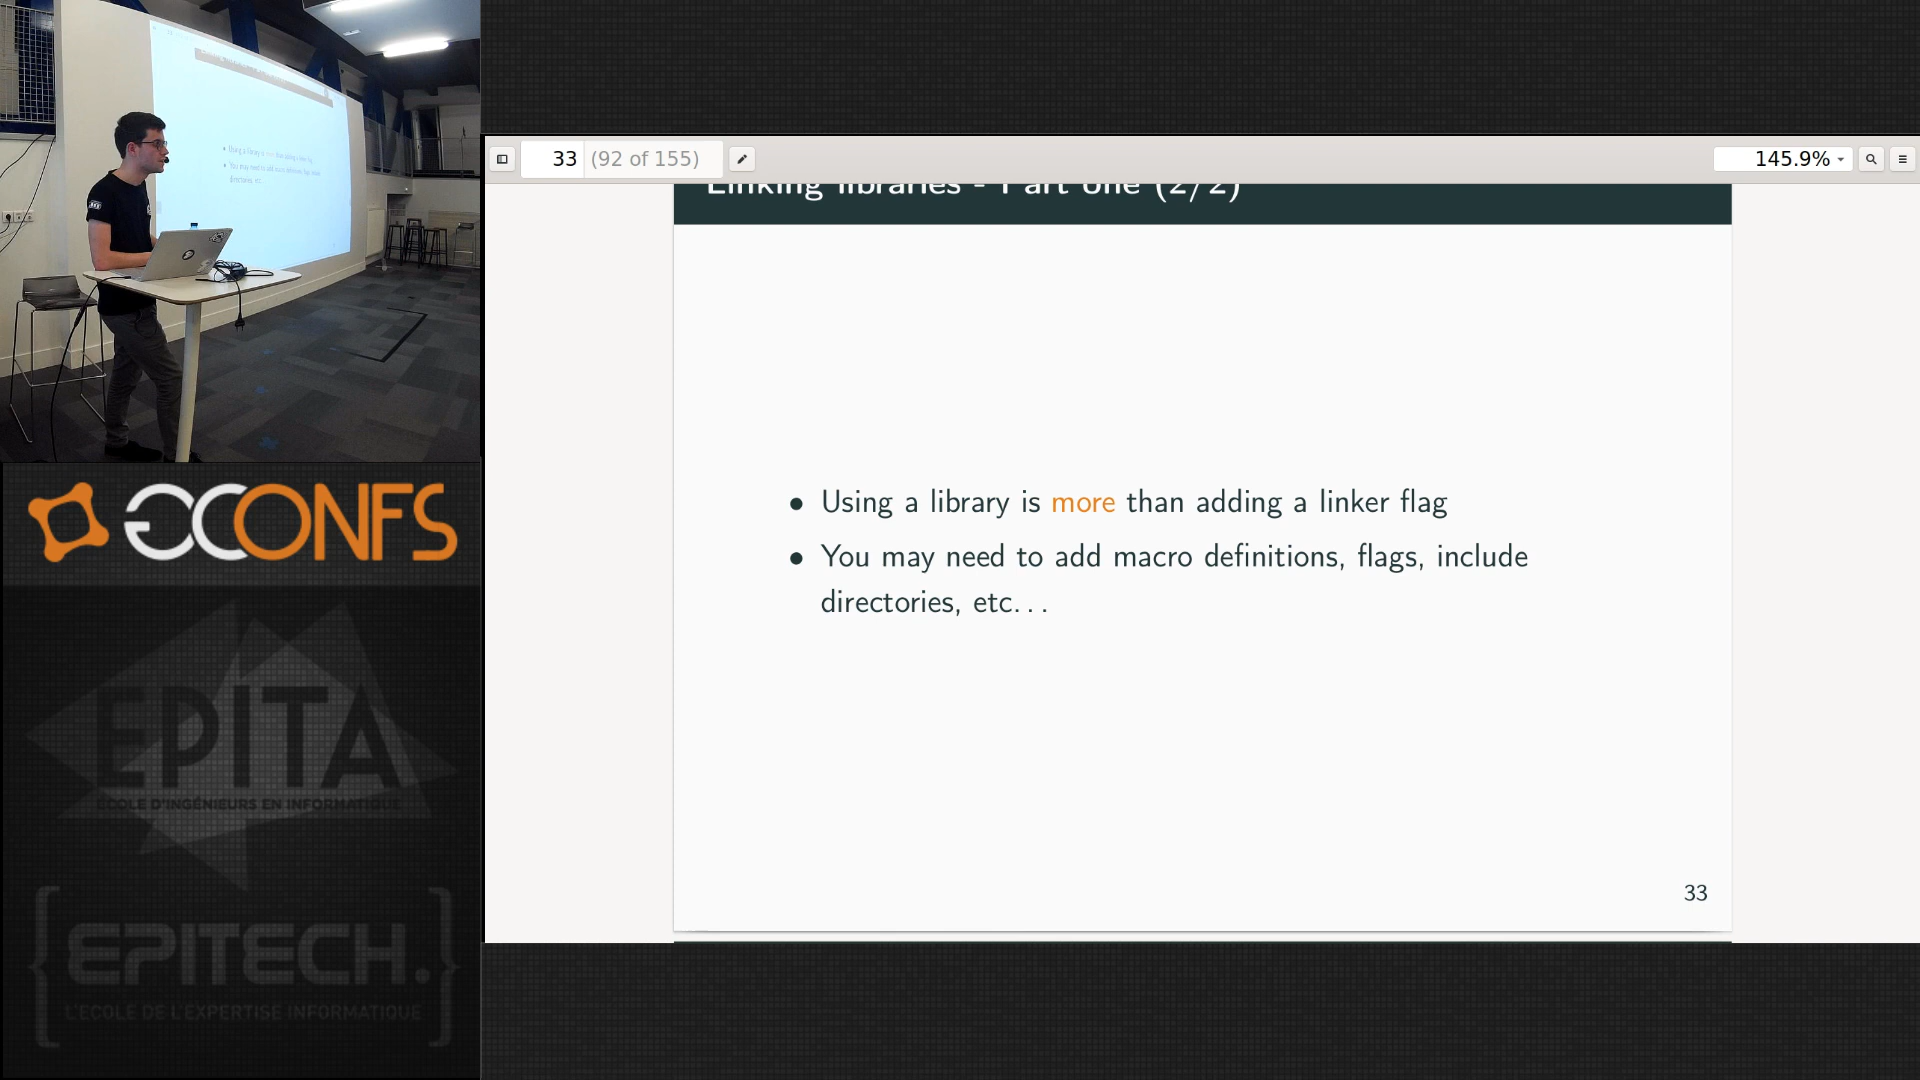 33 (92 of 155)
145.9%
Linking libraries - Part One (2/2)
• Using a library is more than adding a linker flag
• You may need to add macro definitions, flags, include
directories, etc. . .
33
GCONFS
EPITA
ÉCOLE D'INGÉNIEURS EN INFORMATIQUE
{EPITECH.}
L'ECOLE DE L'EXPERTISE INFORMATIQUE